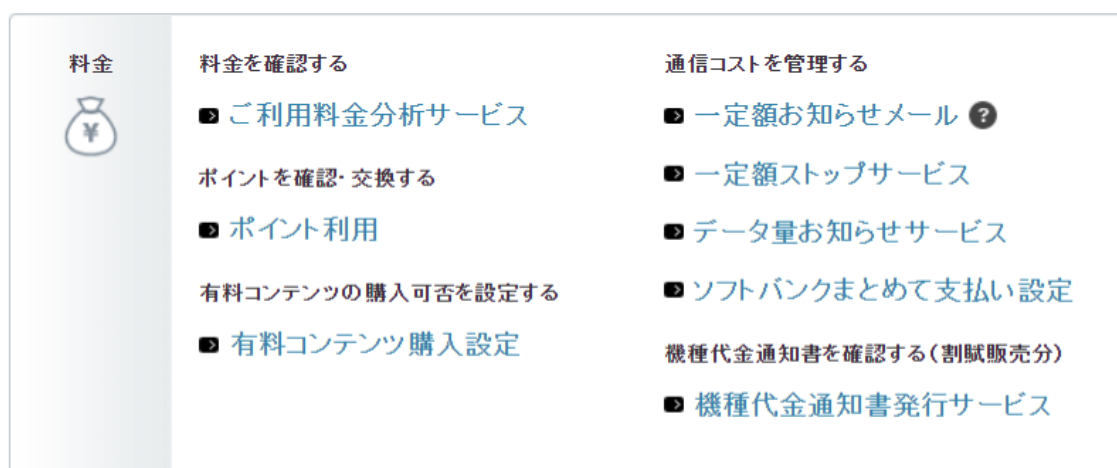 料金
¥
料金を確認する
ご利用料金分析サービス
ポイントを確認・交換する
ポイント利用
有料コンテンツの購入可否を設定する
有料コンテンツ購入設定
通信コストを管理する
一定額お知らせメール ?
一定額ストップサービス
データ量お知らせサービス
ソフトバンクまとめて支払い設定
機種代金通知書を確認する(割賦販売分)
機種代金通知書発行サービス